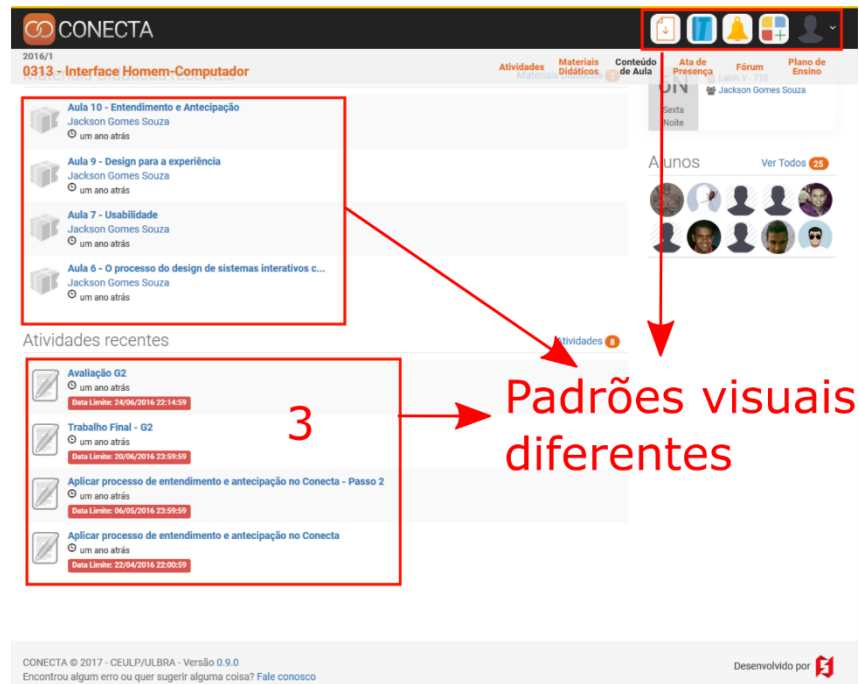 CONECTA
2016/1
0313 - Interface Homem-Computador
Atividades
Materiais
Didáticos
Conteúdo
de Aula
Ata de
Presença
Fórum
Plano de
Ensino
Materiais Didáticos
Labin V - 710
Jackson Gomes Souza
6N
Sexta
Noite
Aula 10 - Entendimento e Antecipação
Jackson Gomes Souza
um ano atrás
Aula 9 - Design para a experiência
Jackson Gomes Souza
um ano atrás
Aula 7 - Usabilidade
Jackson Gomes Souza
um ano atrás
Aula 6 - O processo do design de sistemas interativos c...
Jackson Gomes Souza
um ano atrás
Alunos
Ver Todos 25
Atividades recentes
Atividades 8
Avaliação G2
um ano atrás
Data Limite: 24/06/2016 22:14:59
Trabalho Final - G2
um ano atrás
Data Limite: 20/06/2016 23:59:59
Aplicar processo de entendimento e antecipação no Conecta - Passo 2
um ano atrás
Data Limite: 06/05/2016 23:59:59
Aplicar processo de entendimento e antecipação no Conecta
um ano atrás
Data Limite: 22/04/2016 22:00:59
3
Padrões visuais
diferentes
CONECTA © 2017 - CEULP/ULBRA - Versão 0.9.0
Encontrou algum erro ou quer sugerir alguma coisa? Fale conosco
Desenvolvido por